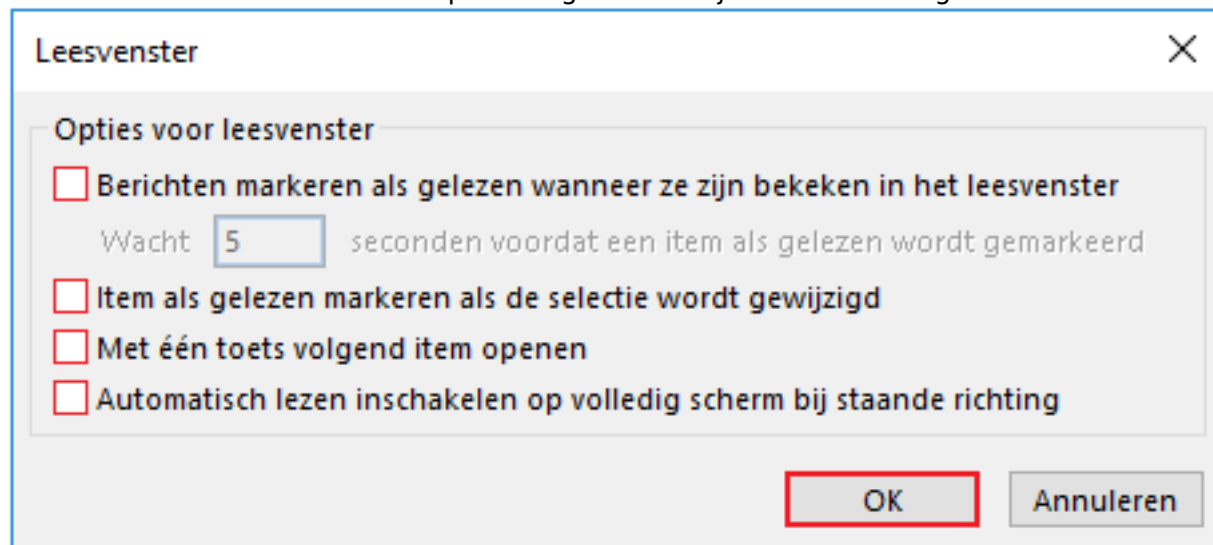 Leesvenster
Opties voor leesvenster
Berichten markeren als gelezen wanneer ze zijn bekeken in het leesvenster
Wacht 5 seconden voordat een item als gelezen wordt gemarkeerd
Item als gelezen markeren als de selectie wordt gewijzigd
Met één toets volgend item openen
Automatisch lezen inschakelen op volledig scherm bij staande richting
OK Annuleren